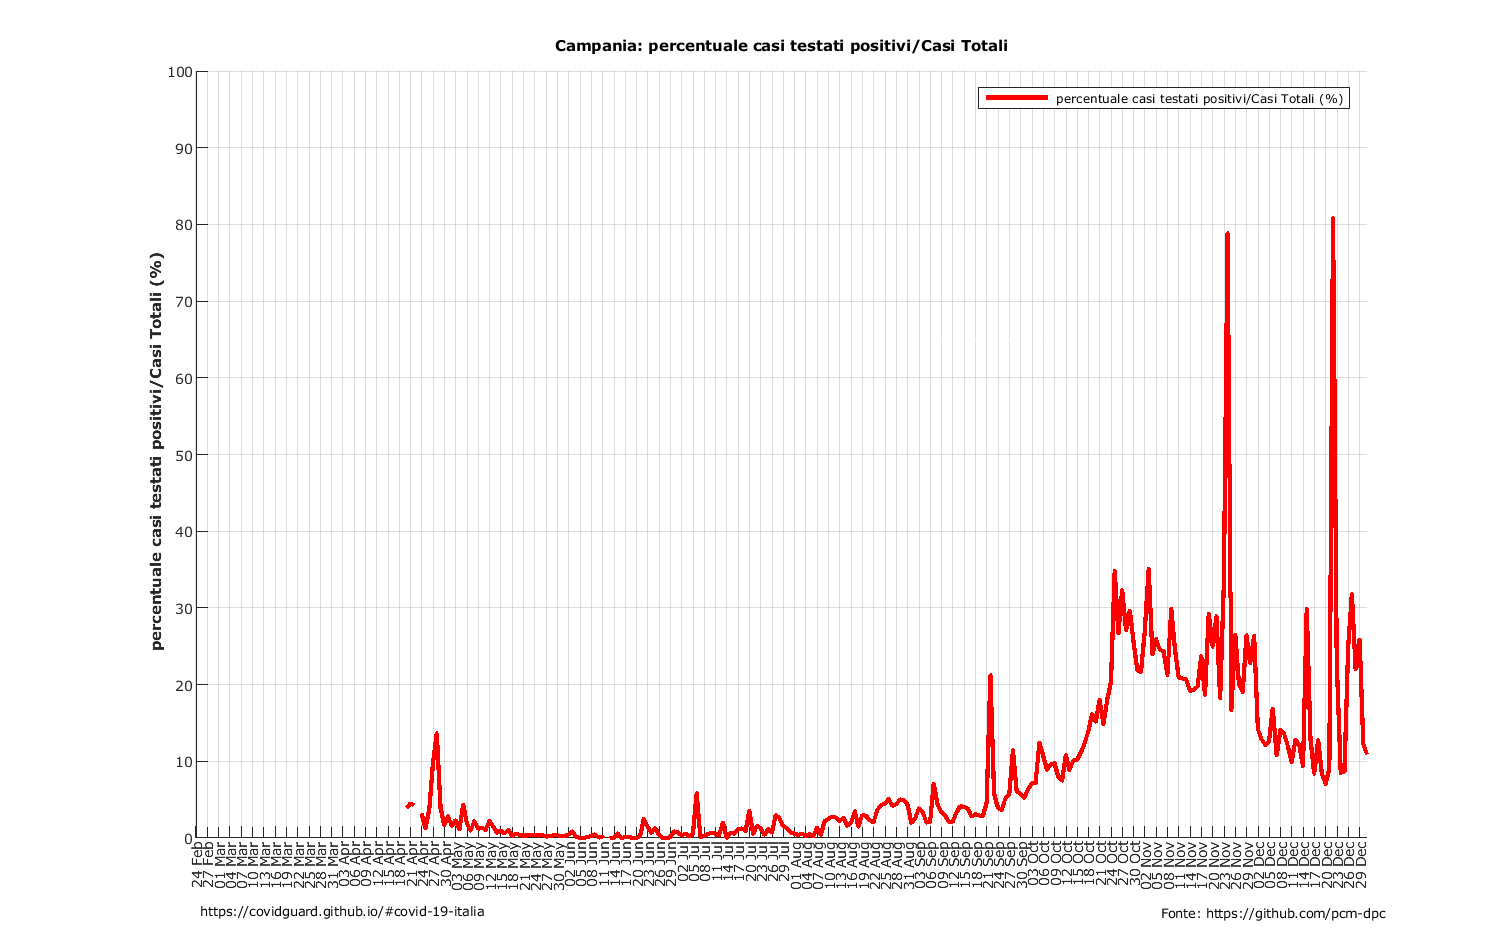 Campania: percentuale casi testati positivi/Casi Totali
percentuale casi testati positivi/Casi Totali (%)
percentuale casi testati positivi/Casi Totali (%)
100
90
80
70
60
50
40
30
20
10
0
24 Feb
27 Feb
01 Mar
04 Mar
07 Mar
10 Mar
13 Mar
16 Mar
19 Mar
22 Mar
25 Mar
28 Mar
31 Mar
03 Apr
06 Apr
09 Apr
12 Apr
15 Apr
18 Apr
21 Apr
24 Apr
27 Apr
30 Apr
03 May
06 May
09 May
12 May
15 May
18 May
21 May
24 May
27 May
30 May
02 Jun
05 Jun
08 Jun
11 Jun
14 Jun
17 Jun
20 Jun
23 Jun
26 Jun
29 Jun
02 Jul
05 Jul
08 Jul
11 Jul
14 Jul
17 Jul
20 Jul
23 Jul
26 Jul
29 Jul
01 Aug
04 Aug
07 Aug
10 Aug
13 Aug
16 Aug
19 Aug
22 Aug
25 Aug
28 Aug
31 Aug
03 Sep
06 Sep
09 Sep
12 Sep
15 Sep
18 Sep
21 Sep
24 Sep
27 Sep
30 Sep
03 Oct
06 Oct
09 Oct
12 Oct
15 Oct
18 Oct
21 Oct
24 Oct
27 Oct
30 Oct
02 Nov
05 Nov
08 Nov
11 Nov
14 Nov
17 Nov
20 Nov
23 Nov
26 Nov
29 Nov
02 Dec
05 Dec
08 Dec
11 Dec
14 Dec
17 Dec
20 Dec
23 Dec
26 Dec
29 Dec
https://covidguard.github.io/#covid-19-italia
Fonte: https://github.com/pcm-dpc